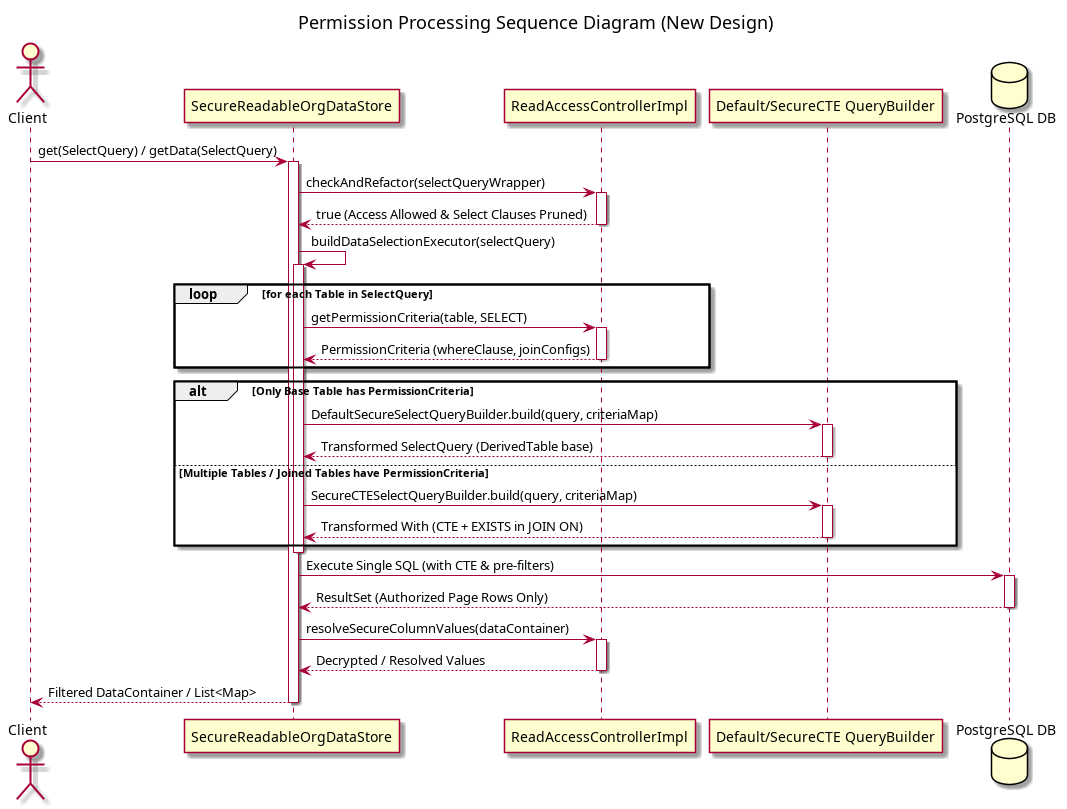 Permission Processing Sequence Diagram (New Design)
Client
SecureReadableOrgDataStore
ReadAccessControllerImpl
Default/SecureCTE QueryBuilder
PostgreSQL DB
get(SelectQuery) / getData(SelectQuery)
checkAndRefactor(selectQueryWrapper)
true (Access Allowed & Select Clauses Pruned)
buildDataSelectionExecutor(selectQuery)
loop [for each Table in SelectQuery]
getPermissionCriteria(table, SELECT)
PermissionCriteria (whereClause, joinConfigs)
alt [Only Base Table has PermissionCriteria]
DefaultSecureSelectQueryBuilder.build(query, criteriaMap)
Transformed SelectQuery (DerivedTable base)
[Multiple Tables / Joined Tables have PermissionCriteria]
SecureCTESelectQueryBuilder.build(query, criteriaMap)
Transformed With (CTE + EXISTS in JOIN ON)
Execute Single SQL (with CTE & pre-filters)
ResultSet (Authorized Page Rows Only)
resolveSecureColumnValues(dataContainer)
Decrypted / Resolved Values
Filtered DataContainer / List<Map>
Client
SecureReadableOrgDataStore
ReadAccessControllerImpl
Default/SecureCTE QueryBuilder
PostgreSQL DB